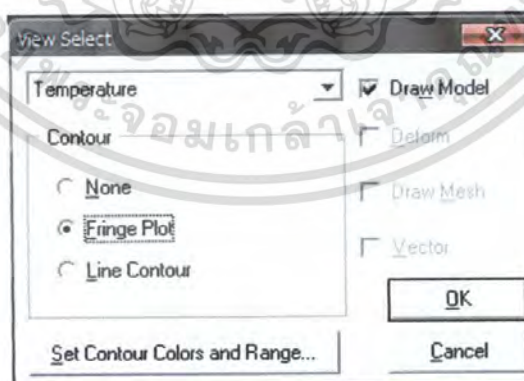 View Select
Temperature
Draw Model
Contour
Deform
None
Draw Mesh
Fringe Plot
Vector
Line Contour
OK
Set Contour Colors and Range...
Cancel